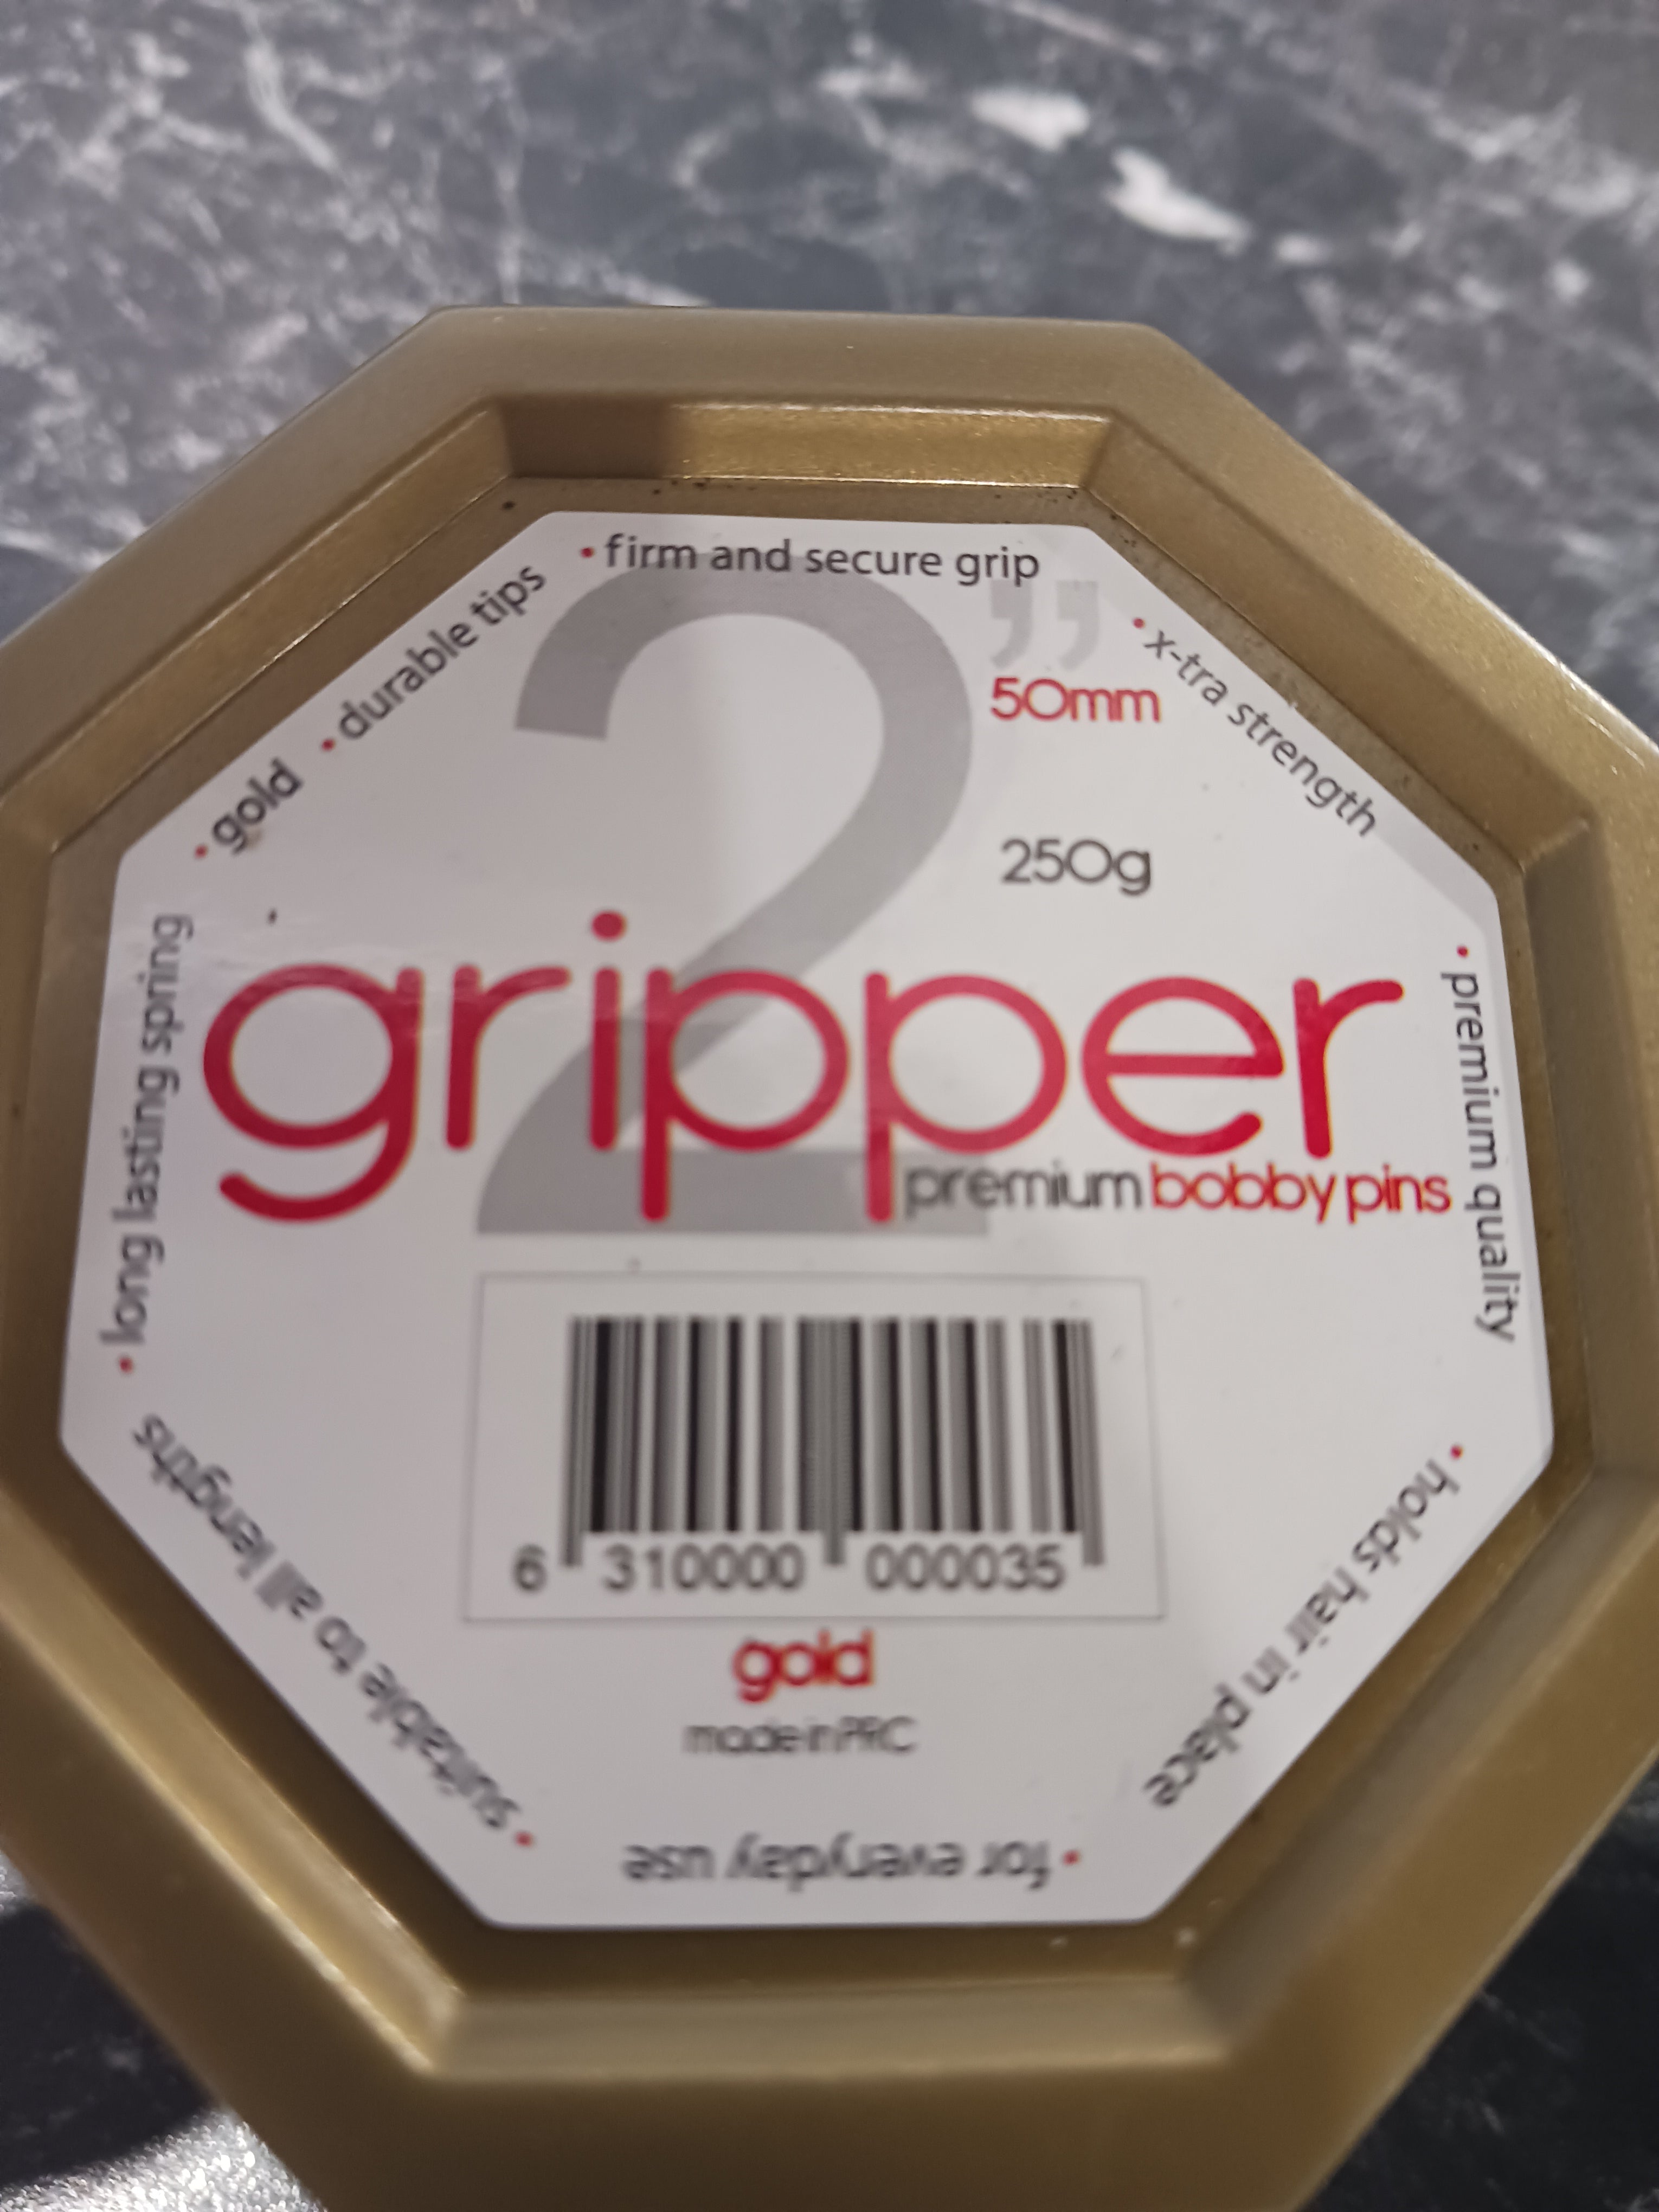 • firm and secure grip
• x-tra strength
• premium quality
• holds hair in place
• for everyday use
• suitable to all lengths
• long lasting spring
• gold
• durable tips
2”
50mm
250g
gripper
premium bobby pins
6 310000 000035
gold
made in PRC